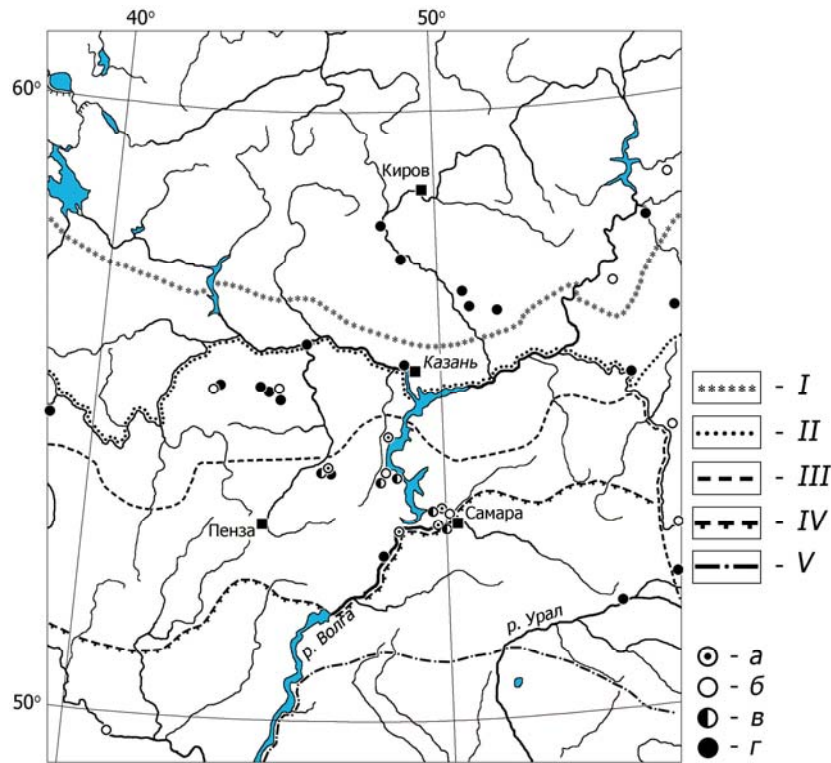 40° 50°
60°
Киров
Казань
Пенза
Самара
р. Волга
р. Урал
50°
- I
- II
- III
- IV
- V
- а
- б
- в
- г